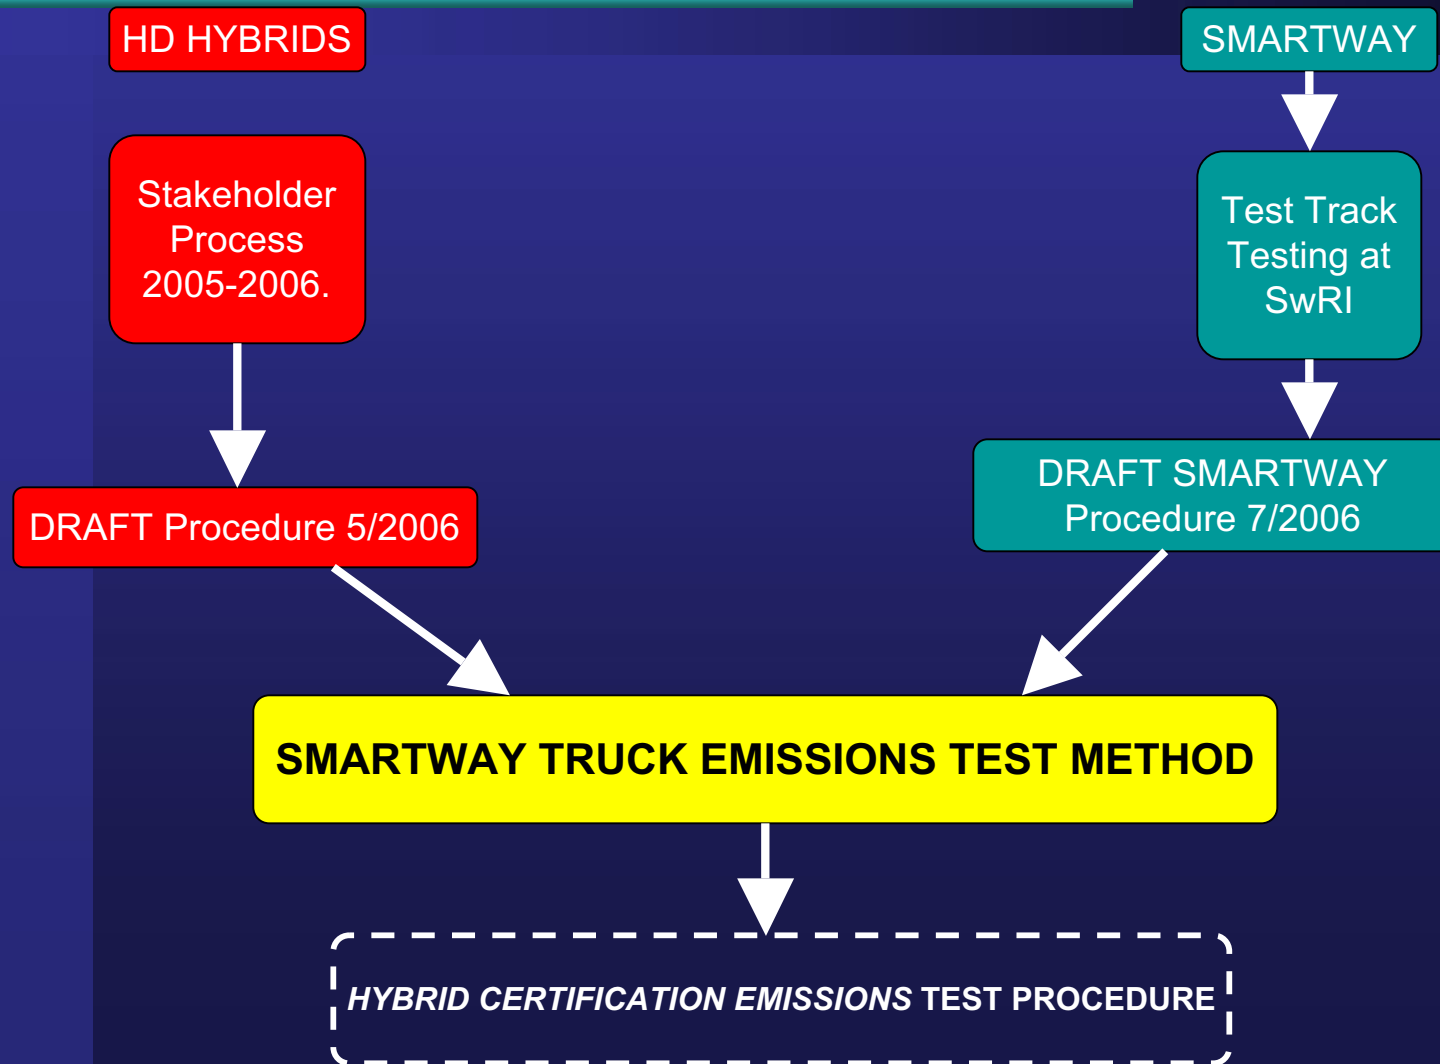 HD HYBRIDS
SMARTWAY
Stakeholder
Process
2005-2006.
Test Track
Testing at
SwRI
DRAFT Procedure 5/2006
DRAFT SMARTWAY
Procedure 7/2006
SMARTWAY TRUCK EMISSIONS TEST METHOD
HYBRID CERTIFICATION EMISSIONS TEST PROCEDURE